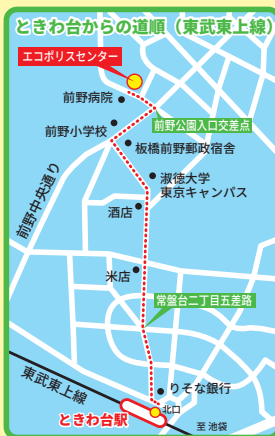 ときわ台からの道順（東武東上線）
エコポリスセンター
前野病院
前野公園入口交差点
前野小学校
板橋前野郵政宿舎
淑徳大学
東京キャンパス
前野中央通り
酒店
米店
常盤台二丁目五差路
東武東上線
りそな銀行
北口
ときわ台駅
至 池袋